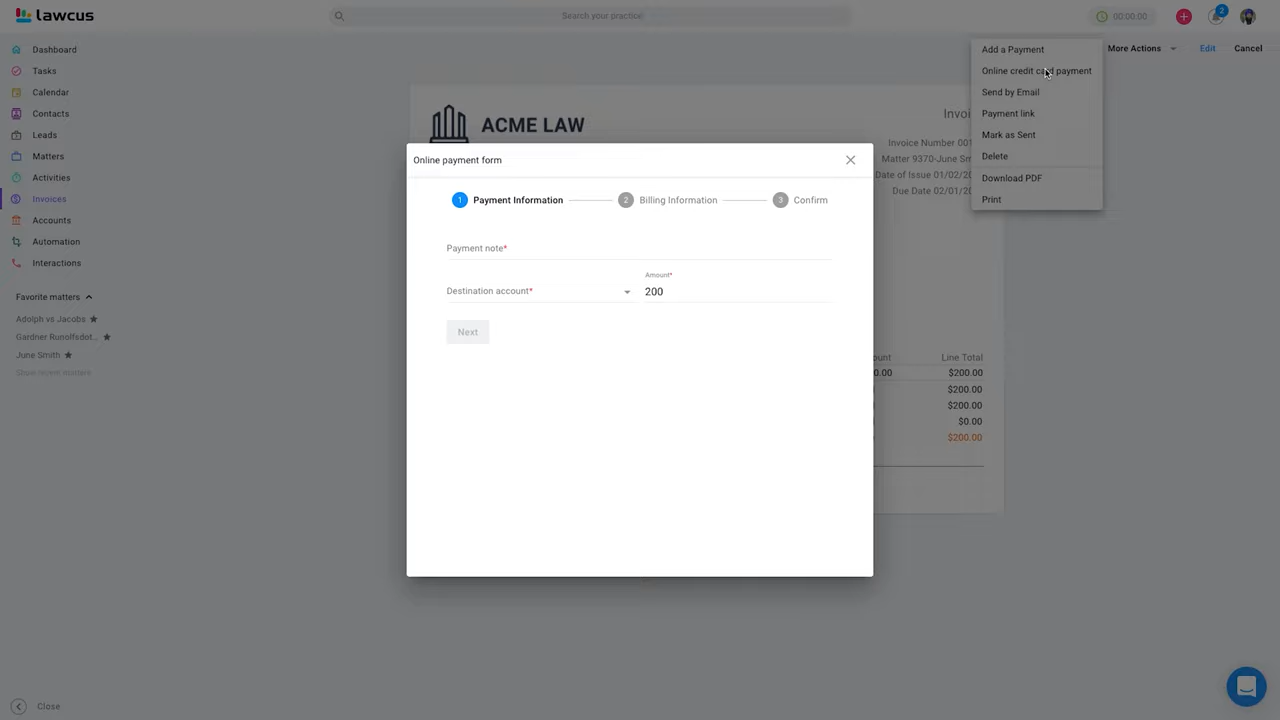 lawcus
Search your practice
00:00:00
2
Dashboard
Tasks
Calendar
Contacts
Leads
Matters
Activities
Invoices
Accounts
Automation
Interactions
Favorite matters
Adolph vs Jacobs
Gardner Runolfsdot..
June Smith
Show recent matters
Close
More Actions
Edit
Cancel
Add a Payment
Online credit card payment
Send by Email
Payment link
Mark as Sent
Delete
Download PDF
Print
ACME LAW
Invoi
Invoice Number 001
Matter 9370-June Sm
Date of Issue 01/02/20
Due Date 02/01/20
Online payment form
1 Payment Information
2 Billing Information
3 Confirm
Payment note*
Destination account*
Amount*
200
Next
ount Line Total
0.00 $200.00
$200.00
$200.00
$0.00
$200.00